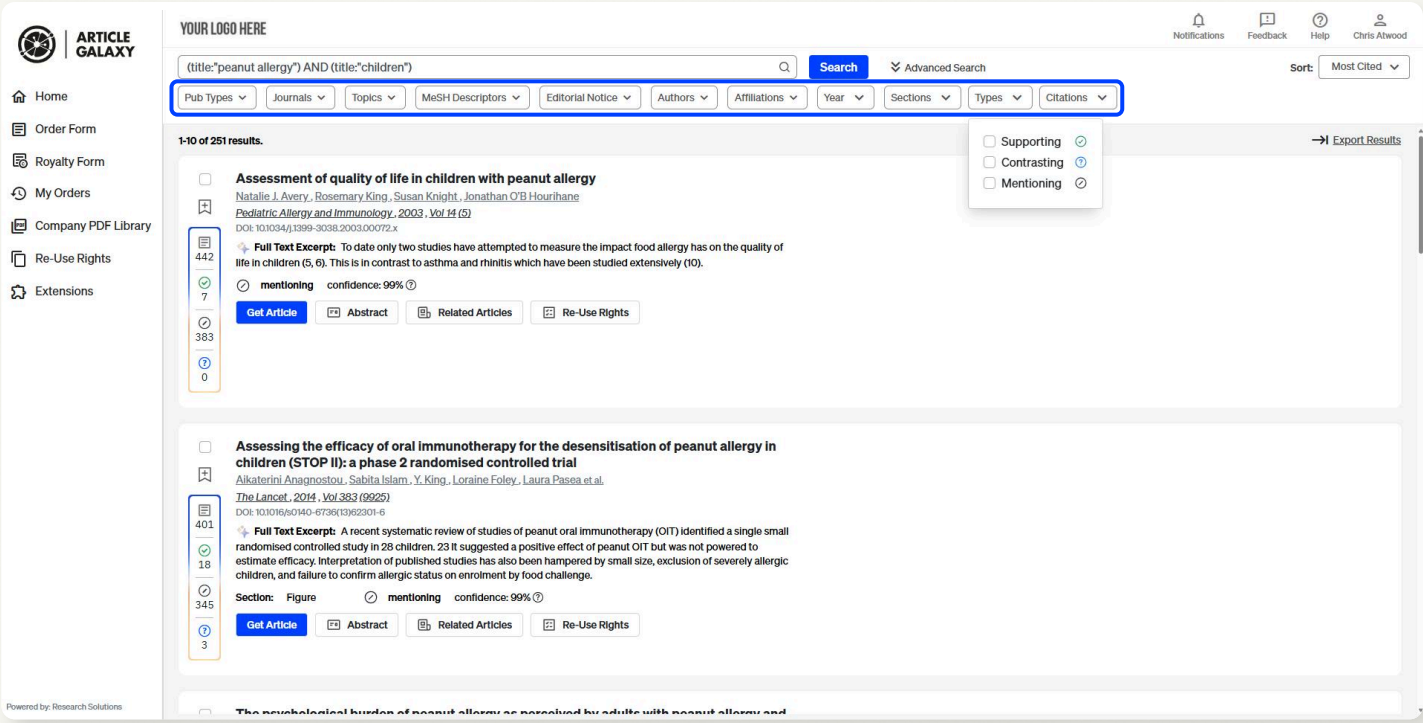 ARTICLE
GALAXY
YOUR LOGO HERE
Notifications
Feedback
Help
Chris Atwood
(title:"peanut allergy") AND (title:"children")
Search
Advanced Search
Sort:
Most Cited
Home
Order Form
Royalty Form
My Orders
Company PDF Library
Re-Use Rights
Extensions
Pub Types
Journals
Topics
MeSH Descriptors
Editorial Notice
Authors
Affiliations
Year
Sections
Types
Citations
Supporting
Contrasting
Mentioning
1-10 of 251 results.
Export Results
Assessment of quality of life in children with peanut allergy
Natalie J. Avery , Rosemary King , Susan Knight , Jonathan O'B Hourihane
Pediatric Allergy and Immunology , 2003 , Vol 14 (5)
DOI: 10.1034/j.1399-3038.2003.00072.x
Full Text Excerpt: To date only two studies have attempted to measure the impact food allergy has on the quality of
life in children (5, 6). This is in contrast to asthma and rhinitis which have been studied extensively (10).
mentioning confidence: 99%
Get Article
Abstract
Related Articles
Re-Use Rights
442
7
383
0
Assessing the efficacy of oral immunotherapy for the desensitisation of peanut allergy in
children (STOP II): a phase 2 randomised controlled trial
Aikaterini Anagnostou , Sabita Islam , Y. King , Loraine Foley , Laura Pasea et al.
The Lancet , 2014 , Vol 383 (9925)
DOI: 10.1016/s0140-6736(13)62301-6
Full Text Excerpt: A recent systematic review of studies of peanut oral immunotherapy (OIT) identified a single small
randomised controlled study in 28 children. 23 It suggested a positive effect of peanut OIT but was not powered to
estimate efficacy. Interpretation of published studies has also been hampered by small size, exclusion of severely allergic
children, and failure to confirm allergic status on enrolment by food challenge.
Section: Figure mentioning confidence: 99%
Get Article
Abstract
Related Articles
Re-Use Rights
401
18
345
3
The psychological burden of peanut allergy as perceived by adults with peanut allergy and
Powered by: Research Solutions